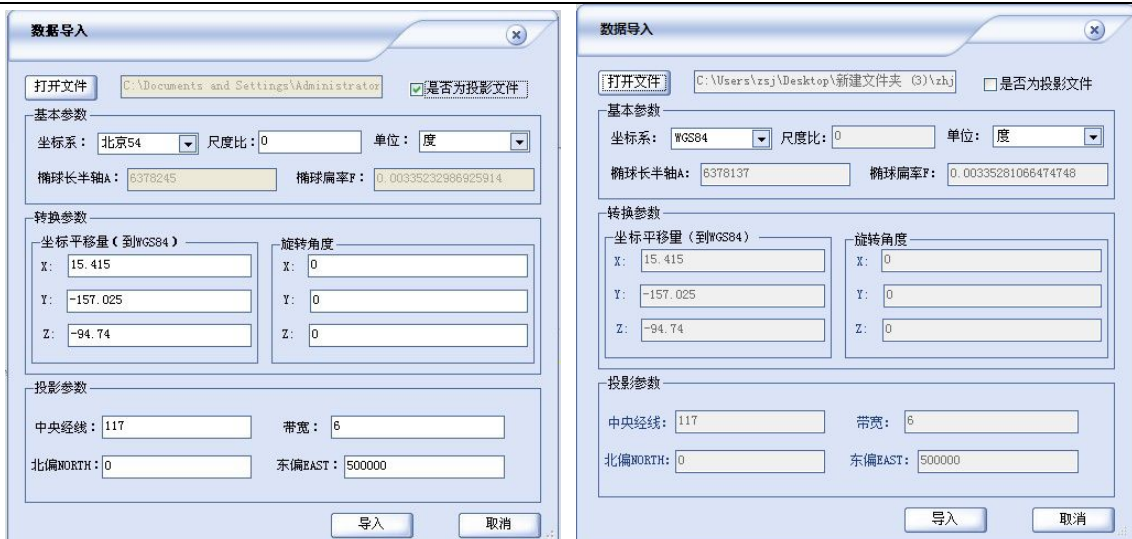 数据导入
打开文件 C:\Documents and Settings\Administrator 是否为投影文件
基本参数
坐标系： 北京54 尺度比： 0 单位： 度
椭球长半轴A： 6378245 椭球扁率F： 0.00335232986925914
转换参数
坐标平移量(到WGS84) 旋转角度
X: 15.415 X: 0
Y: -157.025 Y: 0
Z: -94.74 Z: 0
投影参数
中央经线： 117 带宽： 6
北偏NORTH： 0 东偏EAST： 500000
导入 取消
数据导入
打开文件 C:\Users\zsj\Desktop\新建文件夹 (3)\zhj 是否为投影文件
基本参数
坐标系: WGS84 尺度比: 0 单位: 度
椭球长半轴A: 6378137 椭球扁率F: 0.00335281066474748
转换参数
坐标平移量(到WGS84) 旋转角度
X: 15.415 X: 0
Y: -157.025 Y: 0
Z: -94.74 Z: 0
投影参数
中央经线: 117 带宽: 6
北偏NORTH: 0 东偏EAST: 500000
导入 取消